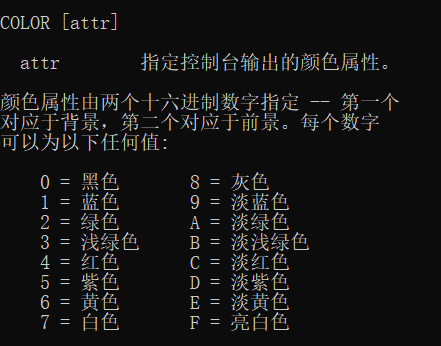 COLOR [attr]
attr 指定控制台输出的颜色属性。
颜色属性由两个十六进制数字指定 -- 第一个
对应于背景，第二个对应于前景。每个数字
可以为以下任何值:
0 = 黑色 8 = 灰色
1 = 蓝色 9 = 淡蓝色
2 = 绿色 A = 淡绿色
3 = 浅绿色 B = 淡浅绿色
4 = 红色 C = 淡红色
5 = 紫色 D = 淡紫色
6 = 黄色 E = 淡黄色
7 = 白色 F = 亮白色